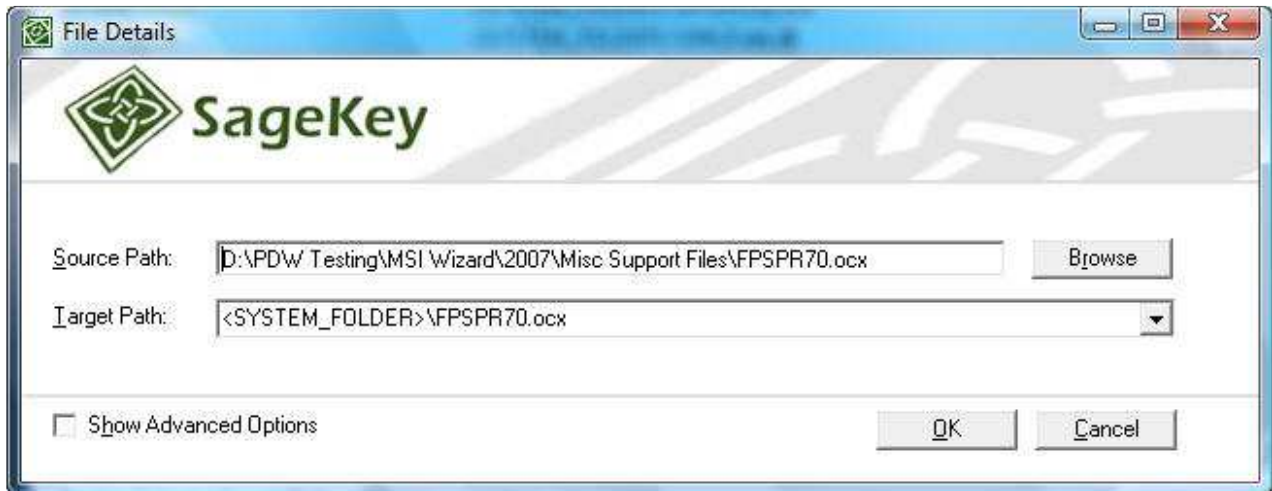 File Details
SageKey
Source Path: D:\PDW Testing\MSI Wizard\2007\Misc Support Files\FPSPR70.ocx Browse
Target Path: <SYSTEM_FOLDER>\FPSPR70.ocx
Show Advanced Options OK Cancel